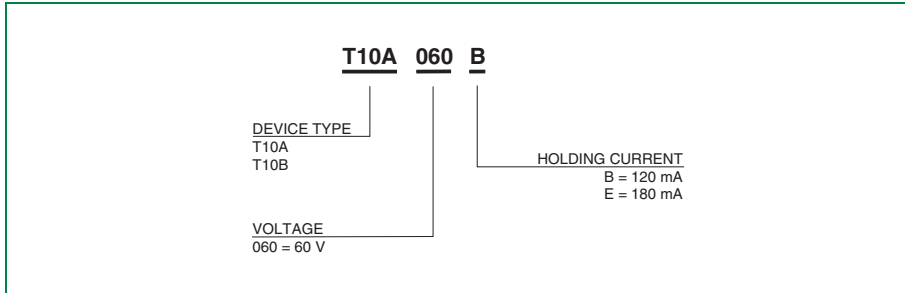 T10A 060 B
DEVICE TYPE
T10A
T10B
HOLDING CURRENT
B = 120 mA
E = 180 mA
VOLTAGE
060 = 60 V